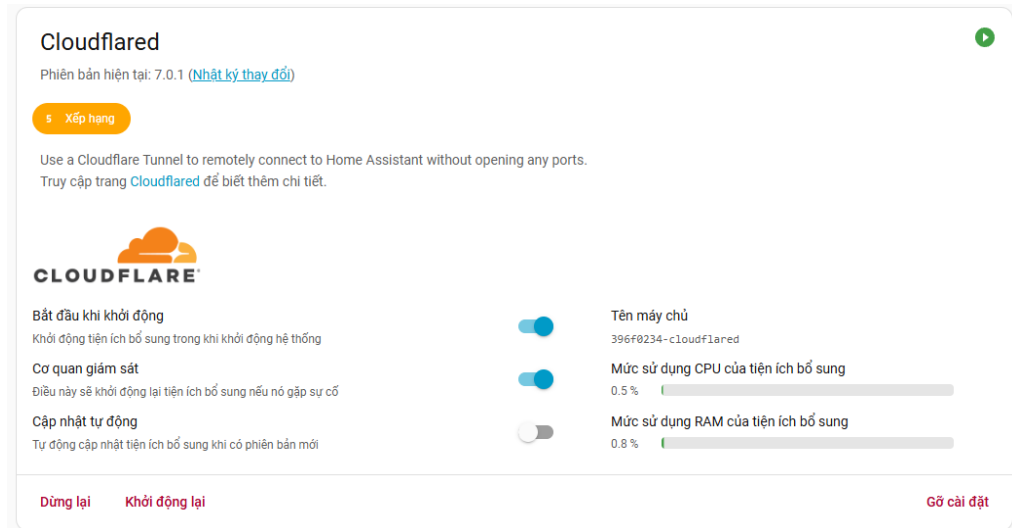 Cloudflared
Phiên bản hiện tại: 7.0.1 (Nhật ký thay đổi)
5 Xếp hạng
Use a Cloudflare Tunnel to remotely connect to Home Assistant without opening any ports.
Truy cập trang Cloudflared để biết thêm chi tiết.
CLOUDFLARE
Bắt đầu khi khởi động
Khởi động tiện ích bổ sung trong khi khởi động hệ thống
Cơ quan giám sát
Điều này sẽ khởi động lại tiện ích bổ sung nếu nó gặp sự cố
Cập nhật tự động
Tự động cập nhật tiện ích bổ sung khi có phiên bản mới
Tên máy chủ
396f0234-cloudflared
Mức sử dụng CPU của tiện ích bổ sung
0.5 %
Mức sử dụng RAM của tiện ích bổ sung
0.8 %
Dừng lại Khởi động lại Gỡ cài đặt